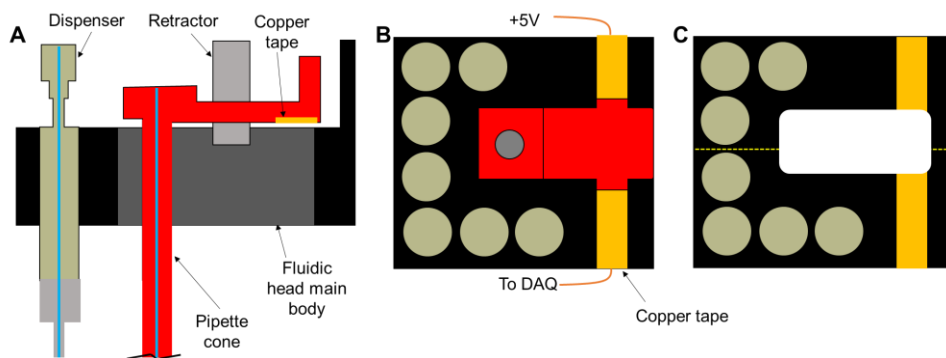 A
Dispenser
Retractor
Copper
tape
Fluidic
head main
body
Pipette
cone
B
+5V
To DAQ
Copper tape
C